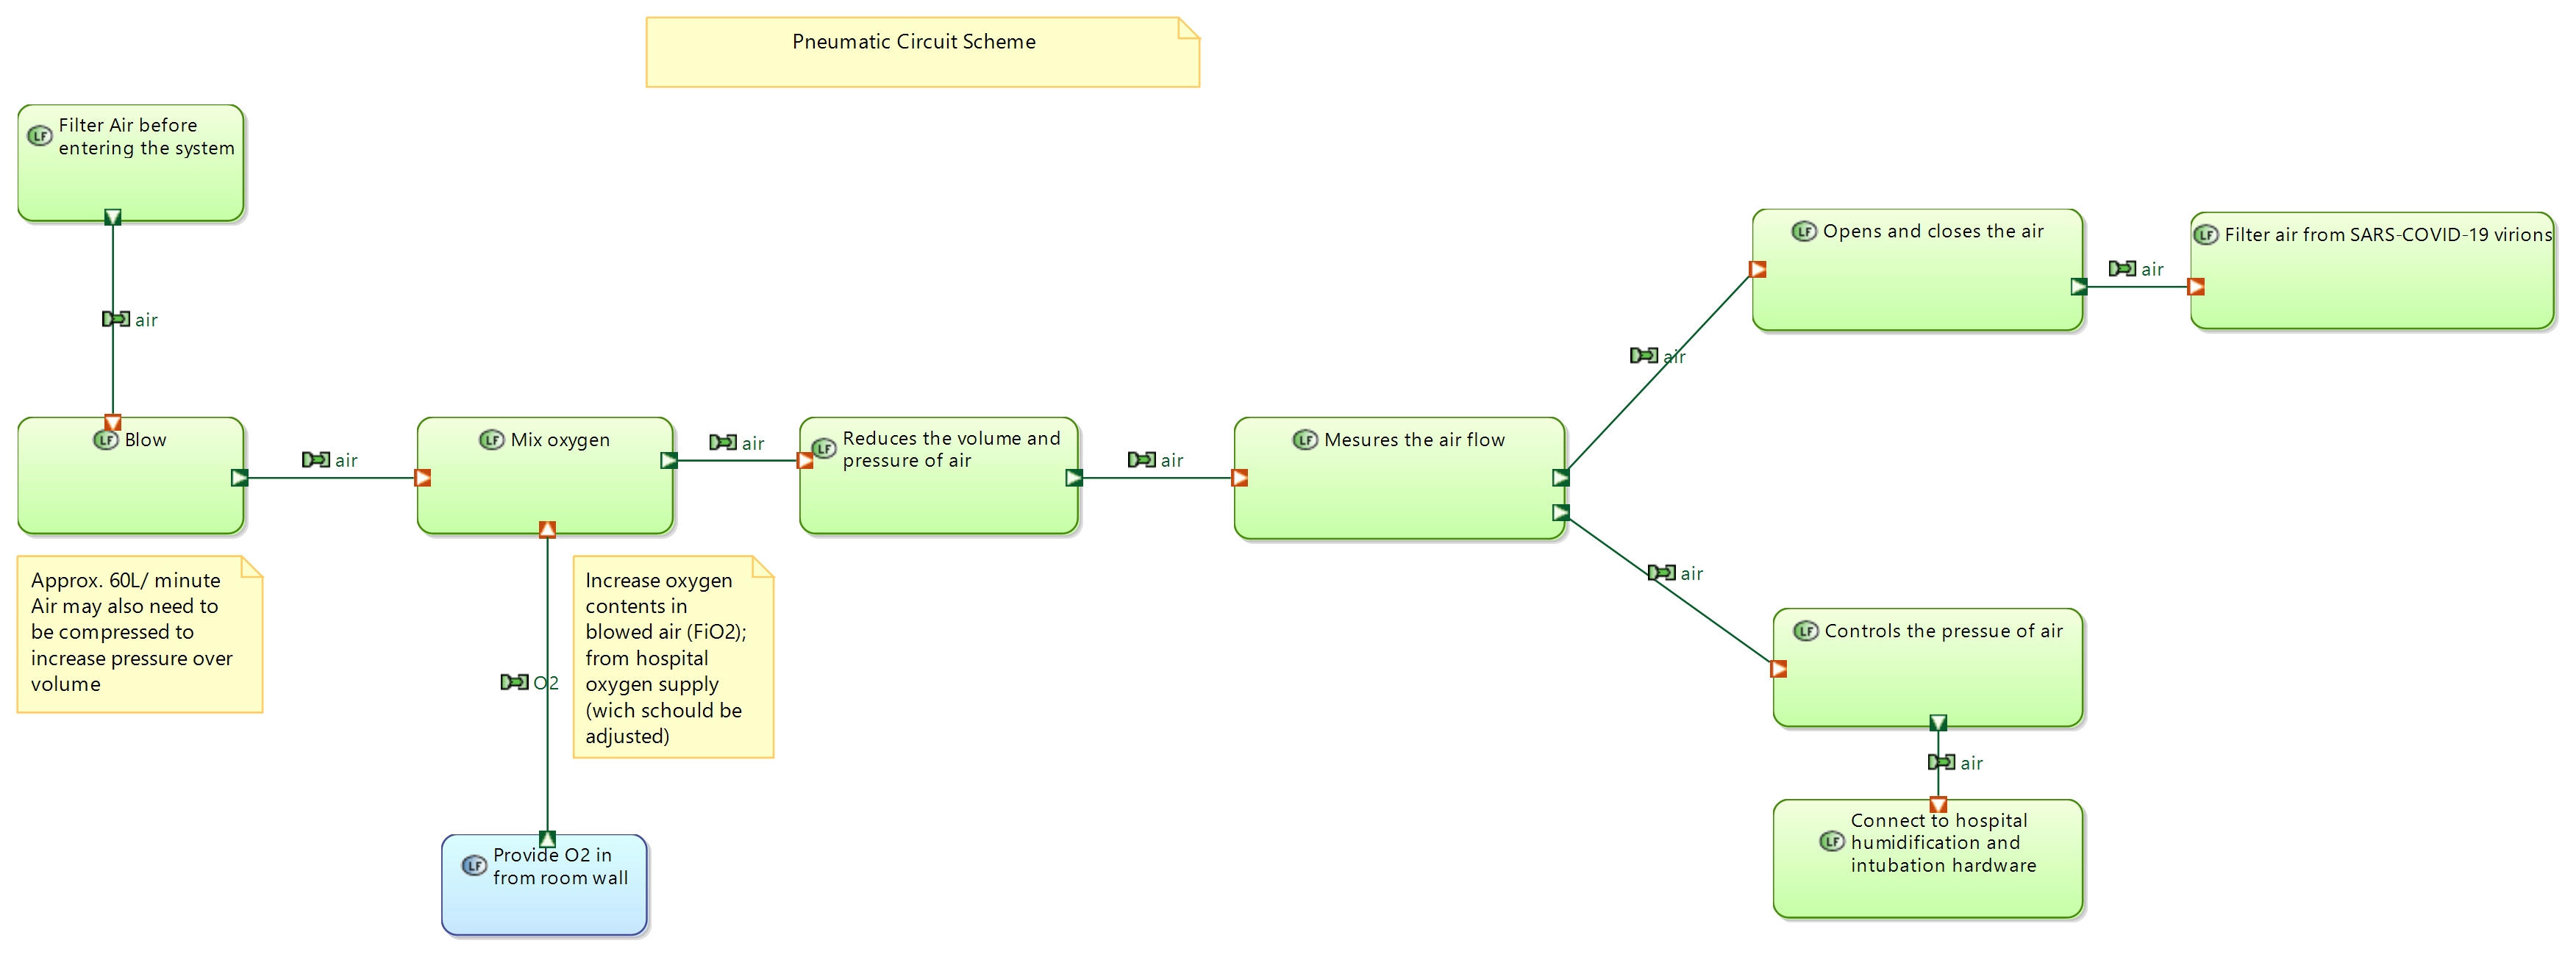 Pneumatic Circuit Scheme
LF Filter Air before
entering the system
air
LF Blow
air
Approx. 60L/ minute
Air may also need to
be compressed to
increase pressure over
volume
LF Mix oxygen
air
O2
Increase oxygen
contents in
blowed air (FiO2);
from hospital
oxygen supply
(wich schould be
adjusted)
LF Provide O2 in
from room wall
LF Reduces the volume and
pressure of air
air
LF Mesures the air flow
air
LF Opens and closes the air
air
LF Filter air from SARS-COVID-19 virions
air
LF Controls the pressue of air
air
LF Connect to hospital
humidification and
intubation hardware